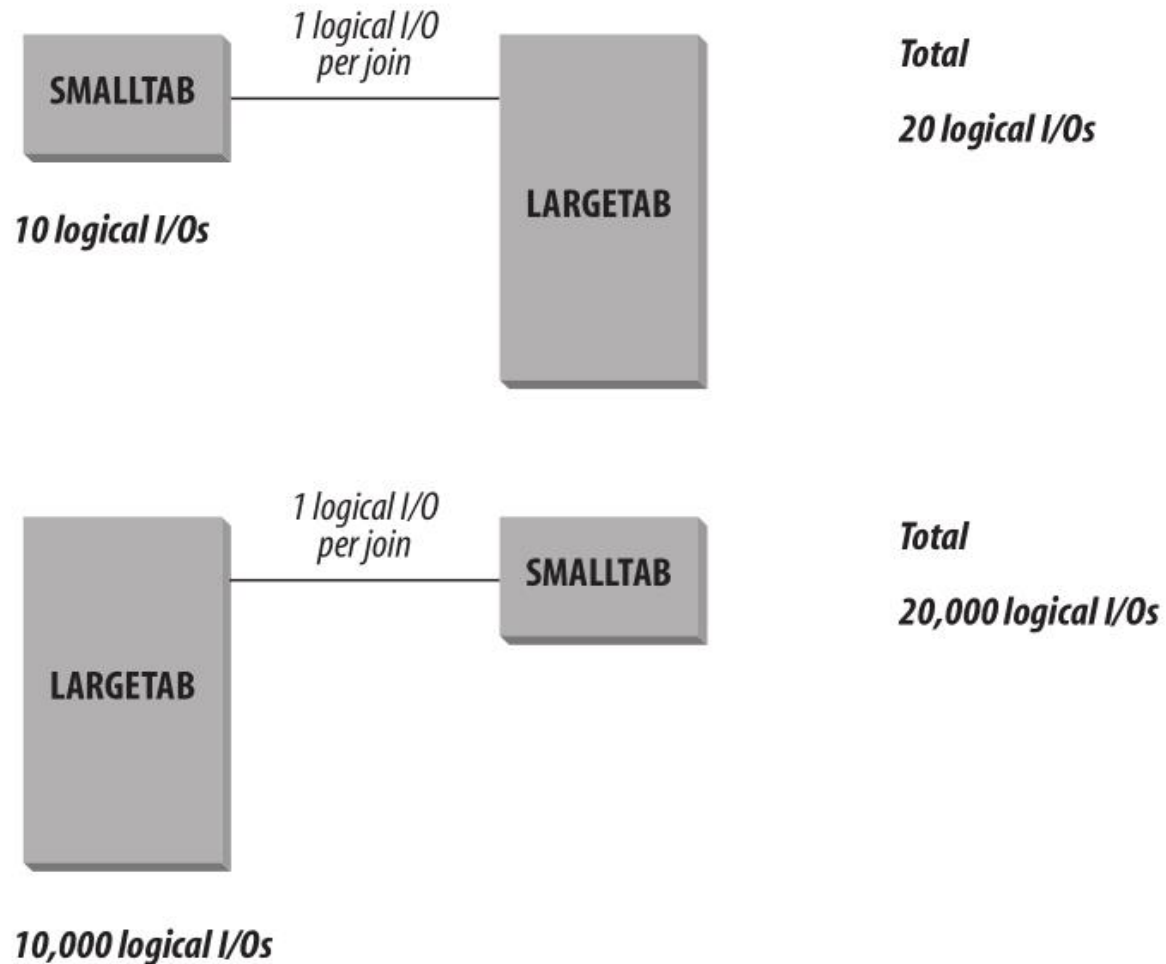 1 logical I/O
per join
SMALLTAB
LARGETAB
10 logical I/Os
Total
20 logical I/Os
1 logical I/O
per join
LARGETAB
SMALLTAB
Total
20,000 logical I/Os
10,000 logical I/Os